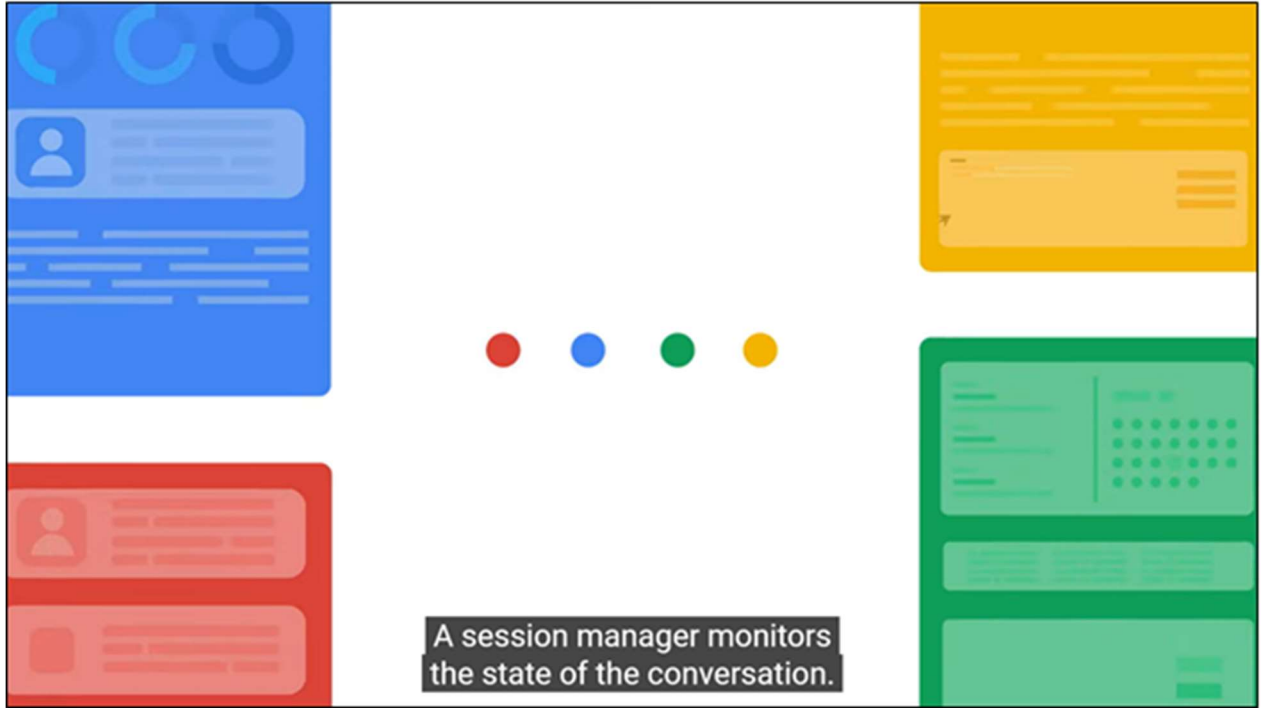 A session manager monitors
the state of the conversation.